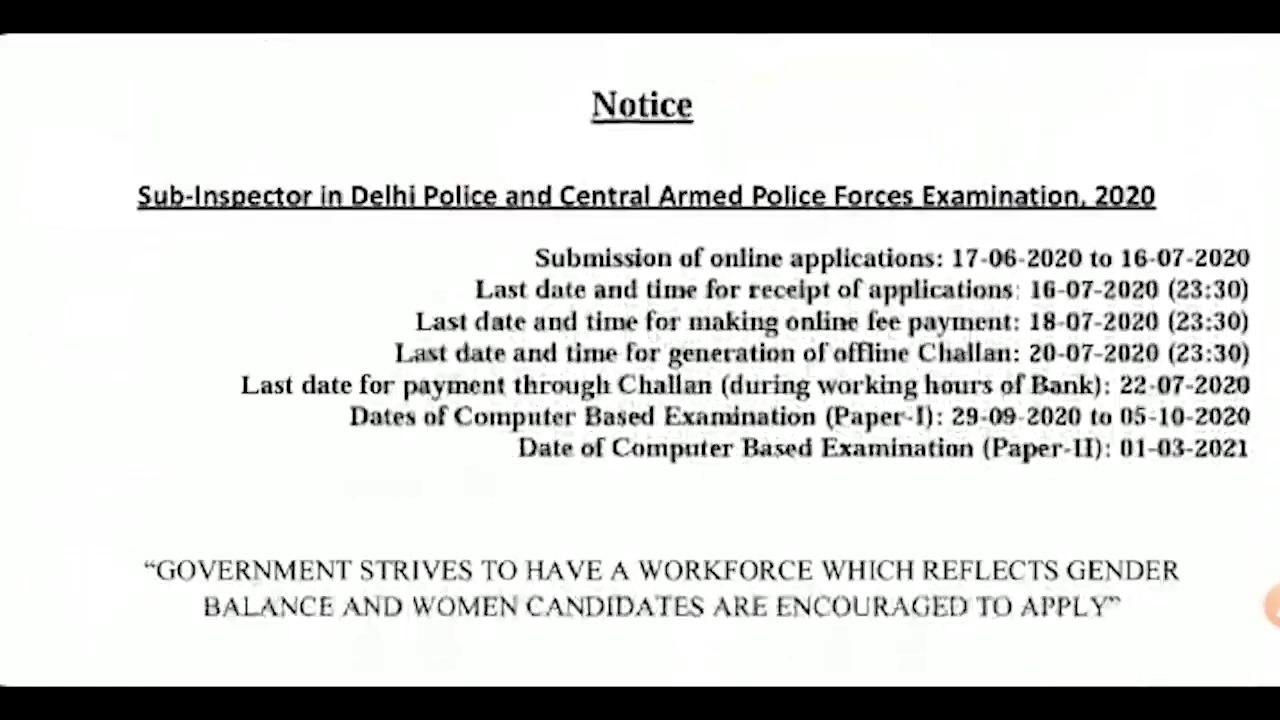 Notice
Sub-Inspector in Delhi Police and Central Armed Police Forces Examination, 2020
Submission of online applications: 17-06-2020 to 16-07-2020
Last date and time for receipt of applications: 16-07-2020 (23:30)
Last date and time for making online fee payment: 18-07-2020 (23:30)
Last date and time for generation of offline Challan: 20-07-2020 (23:30)
Last date for payment through Challan (during working hours of Bank): 22-07-2020
Dates of Computer Based Examination (Paper-I): 29-09-2020 to 05-10-2020
Date of Computer Based Examination (Paper-II): 01-03-2021
“GOVERNMENT STRIVES TO HAVE A WORKFORCE WHICH REFLECTS GENDER
BALANCE AND WOMEN CANDIDATES ARE ENCOURAGED TO APPLY”